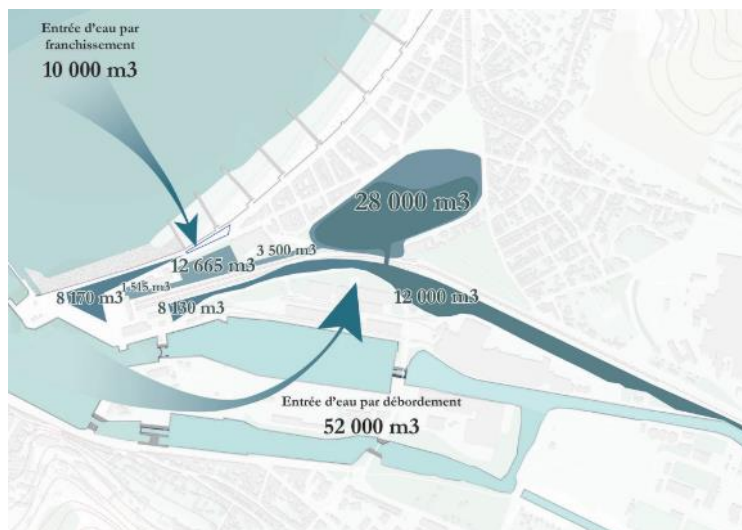 Entrée d'eau par
franchissement
10 000 m3
28 000 m3
3 500 m3
12 665 m3
1 515 m3
8 170 m3
8 130 m3
12 000 m3
Entrée d'eau par débordement
52 000 m3